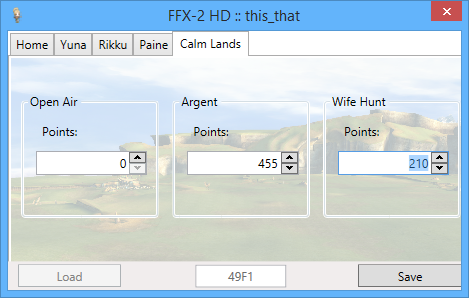 FFX-2 HD :: this_that
Home Yuna Rikku Paine Calm Lands
Open Air Argent Wife Hunt
Points: Points: Points:
0 455 210
Load 49F1 Save